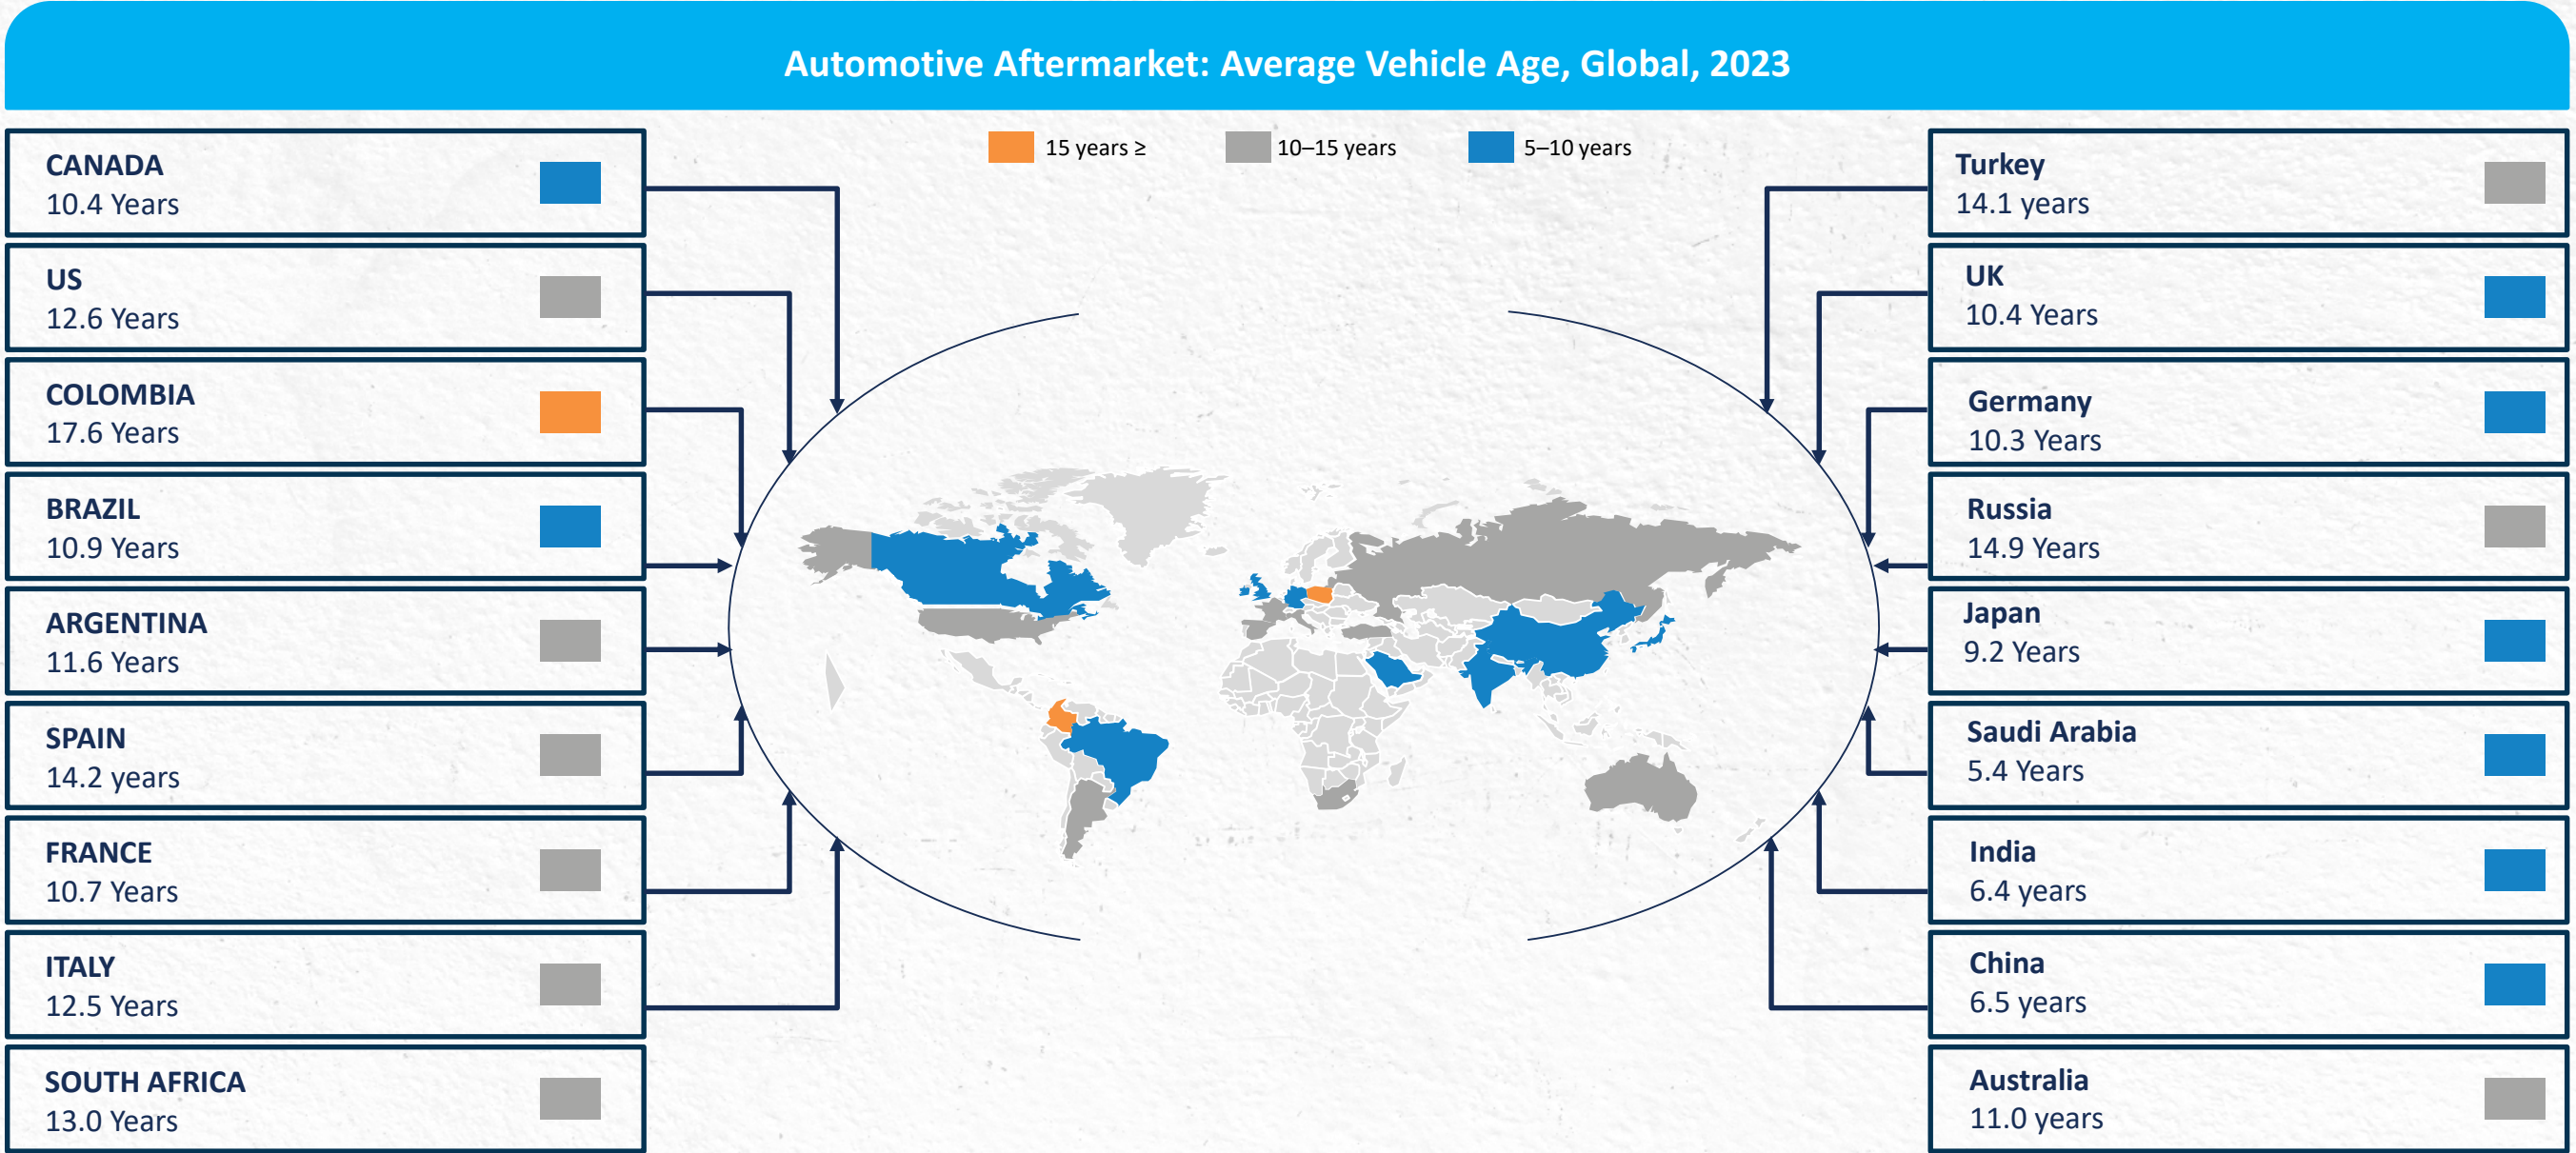 Automotive Aftermarket: Average Vehicle Age, Global, 2023
15 years ≥
10–15 years
5–10 years
CANADA
10.4 Years
US
12.6 Years
COLOMBIA
17.6 Years
BRAZIL
10.9 Years
ARGENTINA
11.6 Years
SPAIN
14.2 years
FRANCE
10.7 Years
ITALY
12.5 Years
SOUTH AFRICA
13.0 Years
Turkey
14.1 years
UK
10.4 Years
Germany
10.3 Years
Russia
14.9 Years
Japan
9.2 Years
Saudi Arabia
5.4 Years
India
6.4 years
China
6.5 years
Australia
11.0 years